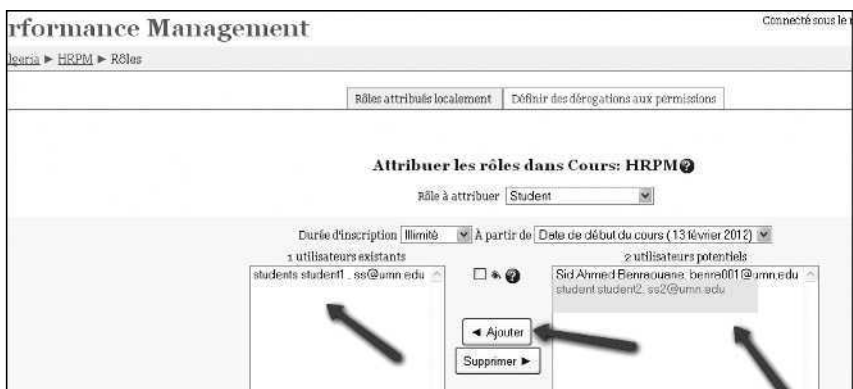 rformance Management
Connecté sous le
lgeria ► HRPM ► Rôles
Rôles attribués localement
Définir des dérogations aux permissions
Attribuer les rôles dans Cours: HRPM
Rôle à attribuer Student
Durée d'inscription Illimité À partir de Date de début du cours (13 février 2012)
1 utilisateurs existants
2 utilisateurs potentiels
students student1 , ss@umn.edu
Sid Ahmed Benraouane, benra001@umn.edu
student student2, ss2@umn.edu
◄ Ajouter
Supprimer ►